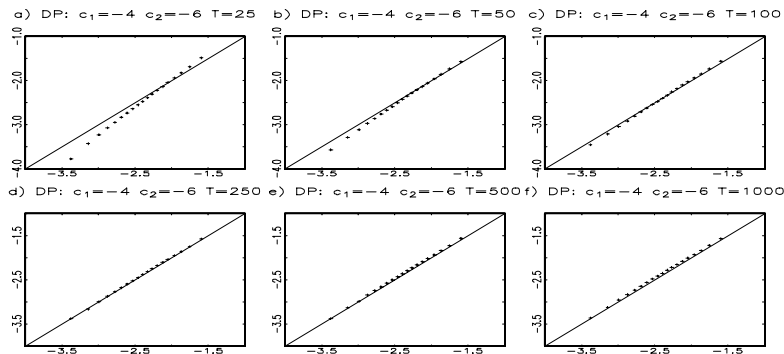 a) DP: c₁=−4 c₂=−6 T=25
b) DP: c₁=−4 c₂=−6 T=50
c) DP: c₁=−4 c₂=−6 T=100
−1.0
−2.0
−3.0
−4.0
−3.5 −2.5 −1.5
−1.0
−2.0
−3.0
−4.0
−3.5 −2.5 −1.5
−1.0
−2.0
−3.0
−4.0
−3.5 −2.5 −1.5
d) DP: c₁=−4 c₂=−6 T=250
e) DP: c₁=−4 c₂=−6 T=500
f) DP: c₁=−4 c₂=−6 T=1000
−1.5
−2.5
−3.5
−3.5 −2.5 −1.5
−1.5
−2.5
−3.5
−3.5 −2.5 −1.5
−1.5
−2.5
−3.5
−3.5 −2.5 −1.5